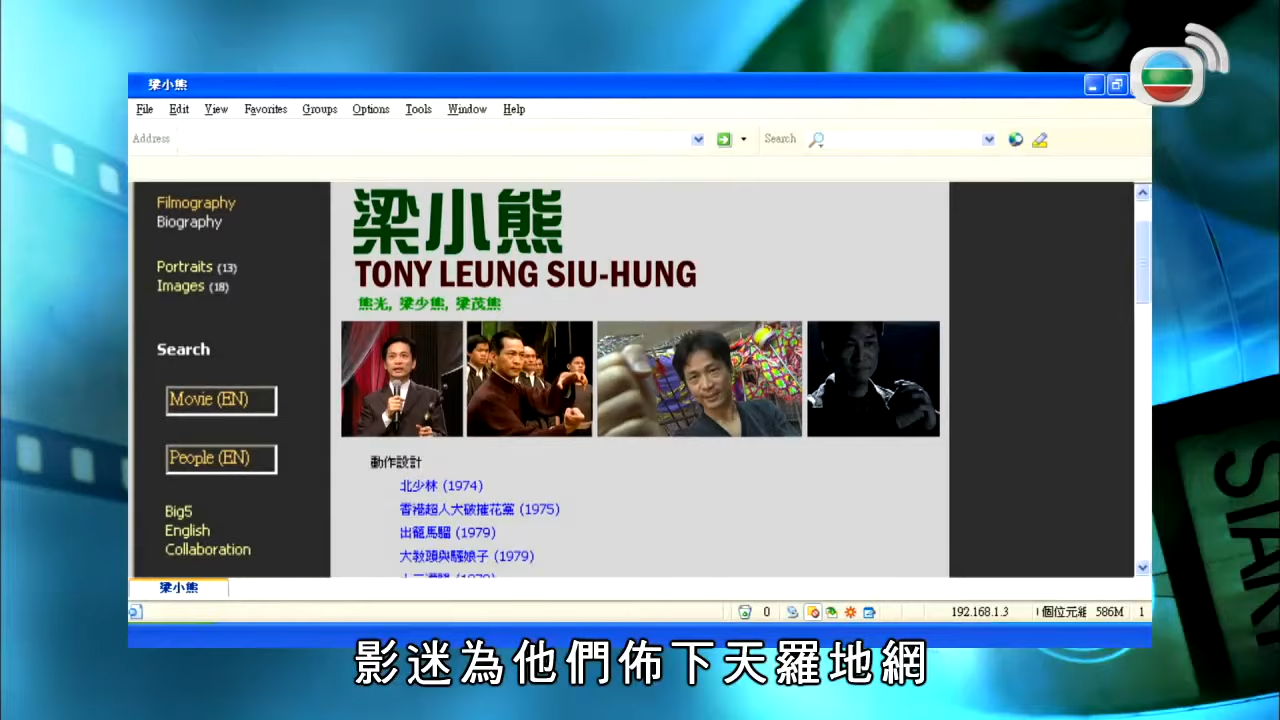 梁小熊
File Edit View Favorites Groups Options Tools Window Help
Address
Search
Filmography
Biography
Portraits (13)
Images (18)
Search
Movie (EN)
People (EN)
Big5
English
Collaboration
梁小熊
TONY LEUNG SIU-HUNG
熊光, 梁少熊, 梁茂熊
動作設計
北少林 (1974)
香港超人大破摧花黨 (1975)
出籠馬騮 (1979)
大教頭與騷娘子 (1979)
梁小熊
0
192.168.1.3
個位元組
586M
1
影迷為他們佈下天羅地網